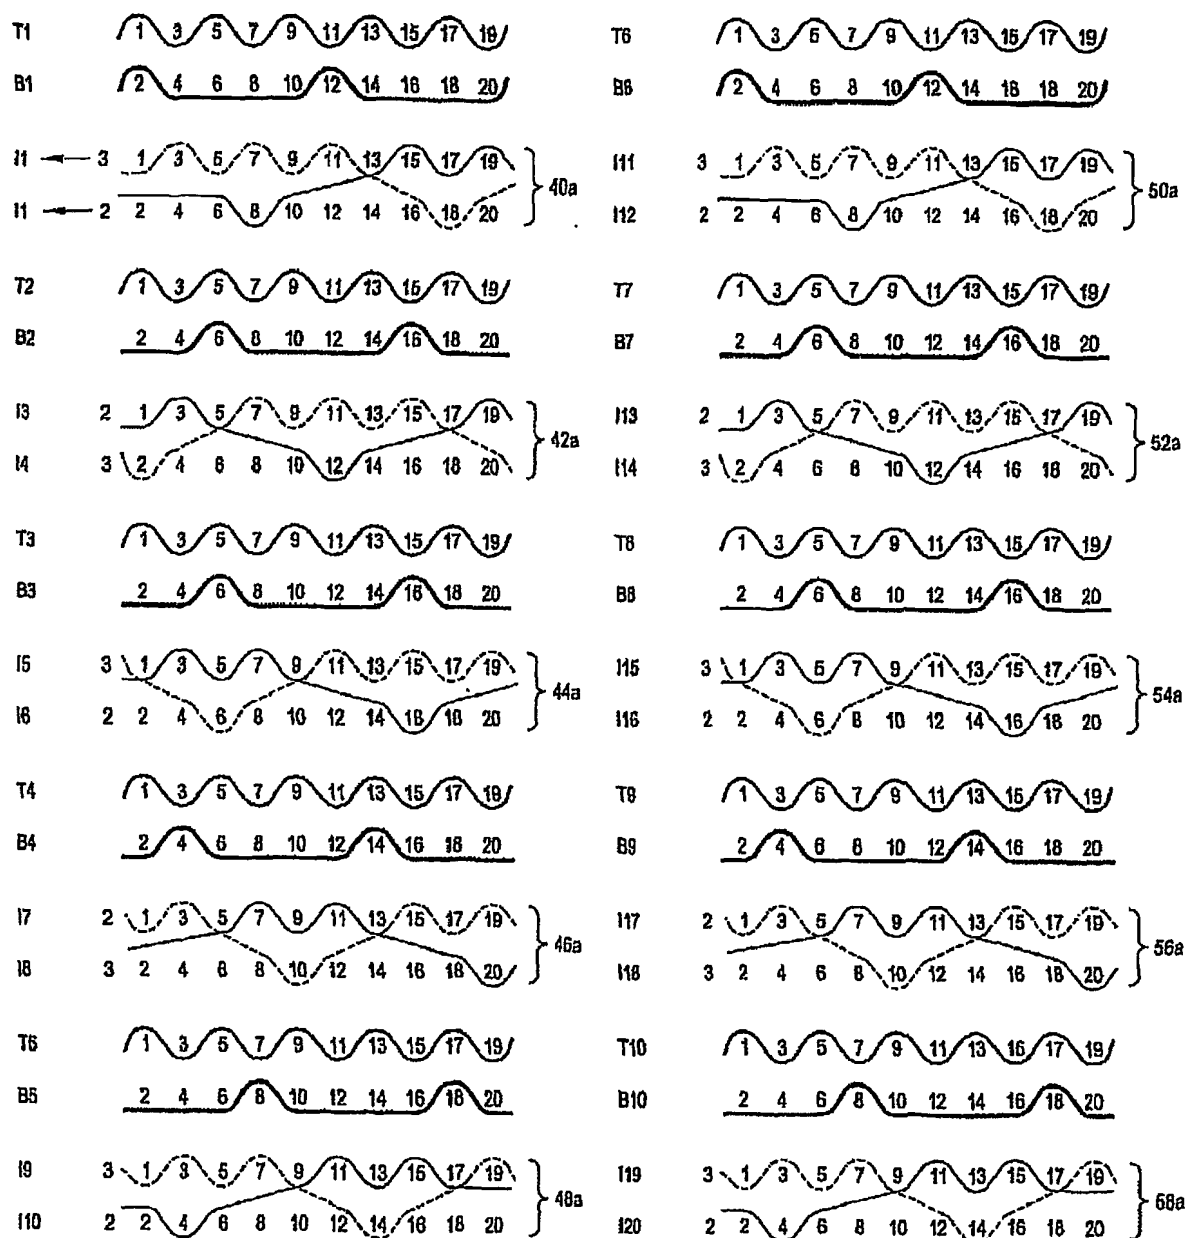 T1 1 3 5 7 9 11 13 15 17 19
B1 2 4 6 8 10 12 14 16 18 20
I1 3 1 3 5 7 9 11 13 15 17 19
40a
I1 2 2 4 6 8 10 12 14 16 18 20
T2 1 3 5 7 9 11 13 15 17 19
B2 2 4 6 8 10 12 14 16 18 20
I3 2 1 3 5 7 9 11 13 15 17 19
42a
I4 3 2 4 6 8 10 12 14 16 18 20
T3 1 3 5 7 9 11 13 15 17 19
B3 2 4 6 8 10 12 14 16 18 20
I5 3 1 3 5 7 9 11 13 15 17 19
44a
I6 2 2 4 6 8 10 12 14 16 18 20
T4 1 3 5 7 9 11 13 15 17 19
B4 2 4 6 8 10 12 14 16 18 20
I7 2 1 3 5 7 9 11 13 15 17 19
46a
I8 3 2 4 6 8 10 12 14 16 18 20
T5 1 3 5 7 9 11 13 15 17 19
B5 2 4 6 8 10 12 14 16 18 20
I9 3 1 3 5 7 9 11 13 15 17 19
48a
I10 2 2 4 6 8 10 12 14 16 18 20
T6 1 3 5 7 9 11 13 15 17 19
B6 2 4 6 8 10 12 14 16 18 20
I11 3 1 3 5 7 9 11 13 15 17 19
50a
I12 2 2 4 6 8 10 12 14 16 18 20
T7 1 3 5 7 9 11 13 15 17 19
B7 2 4 6 8 10 12 14 16 18 20
I13 2 1 3 5 7 9 11 13 15 17 19
52a
I14 3 2 4 6 8 10 12 14 16 18 20
T8 1 3 5 7 9 11 13 15 17 19
B8 2 4 6 8 10 12 14 16 18 20
I15 3 1 3 5 7 9 11 13 15 17 19
54a
I16 2 2 4 6 8 10 12 14 16 18 20
T9 1 3 5 7 9 11 13 15 17 19
B9 2 4 6 8 10 12 14 16 18 20
I17 2 1 3 5 7 9 11 13 15 17 19
56a
I18 3 2 4 6 8 10 12 14 16 18 20
T10 1 3 5 7 9 11 13 15 17 19
B10 2 4 6 8 10 12 14 16 18 20
I19 3 1 3 5 7 9 11 13 15 17 19
58a
I20 2 2 4 6 8 10 12 14 16 18 20